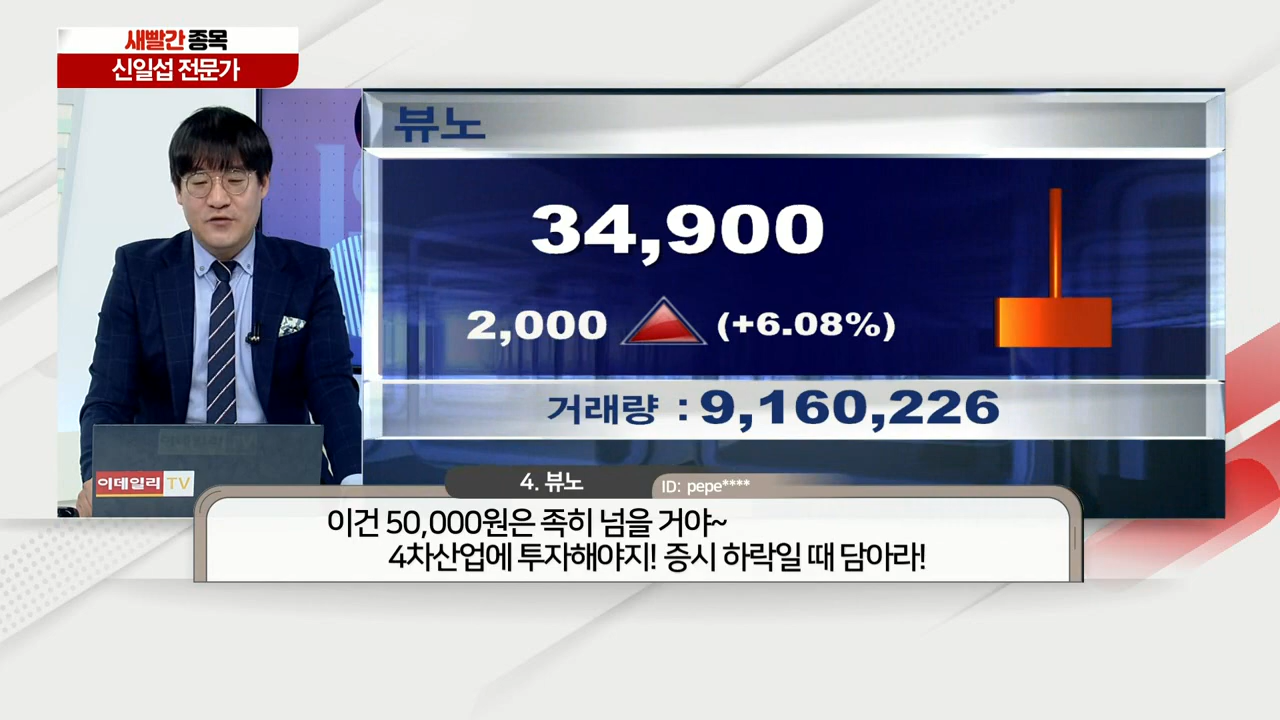 새빨간 종목
신일섭 전문가
뷰노
34,900
2,000 (+6.08%)
거래량 : 9,160,226
이데일리 TV
4. 뷰노
ID: pepe****
이건 50,000원은 족히 넘을 거야~
4차산업에 투자해야지! 증시 하락일 때 담아라!